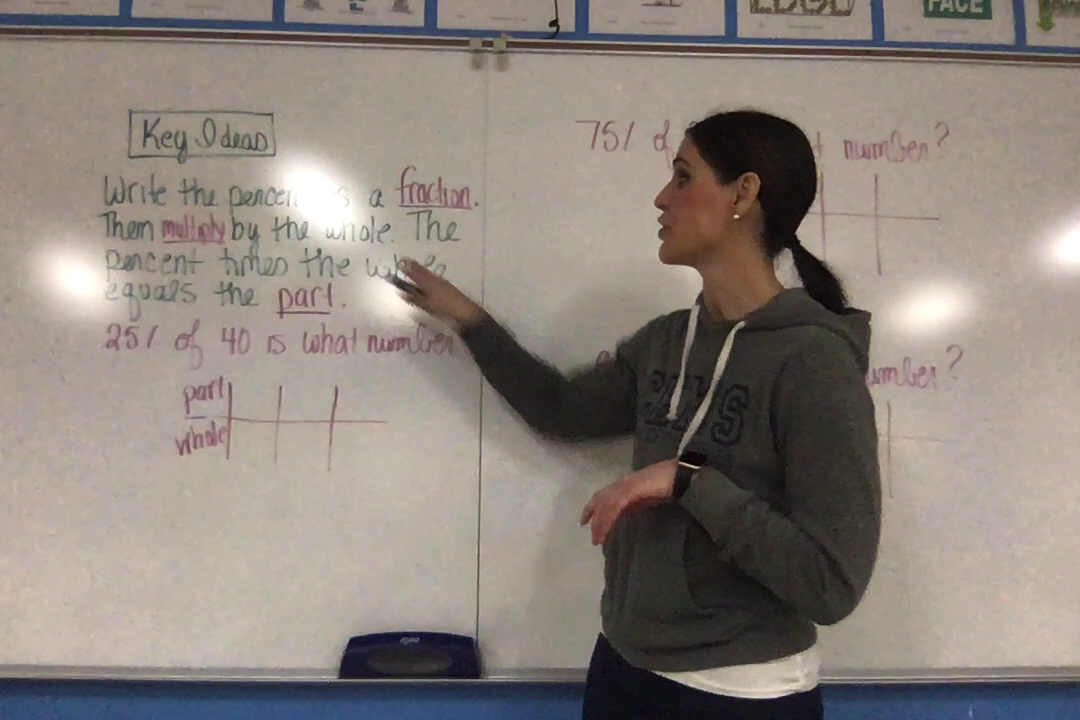 PEACE
Key Ideas
Write the percent as a fraction.
Then multiply by the whole. The
percent times the whole
equals the part.
25% of 40 is what number
part
whole
75% of number?
number?